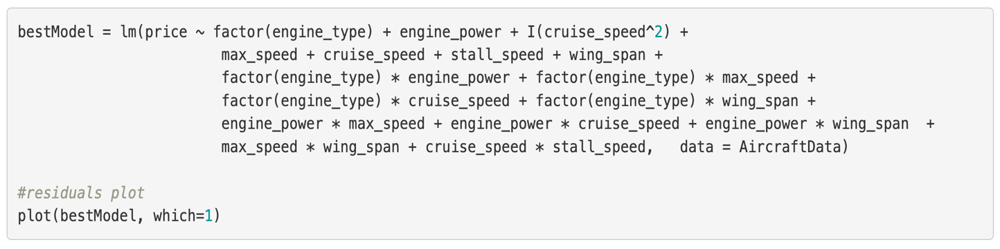 bestModel = lm(price ~ factor(engine_type) + engine_power + I(cruise_speed^2) +
max_speed + cruise_speed + stall_speed + wing_span +
factor(engine_type) * engine_power + factor(engine_type) * max_speed +
factor(engine_type) * cruise_speed + factor(engine_type) * wing_span +
engine_power * max_speed + engine_power * cruise_speed + engine_power * wing_span  +
max_speed * wing_span + cruise_speed * stall_speed,   data = AircraftData)
#residuals plot
plot(bestModel, which=1)